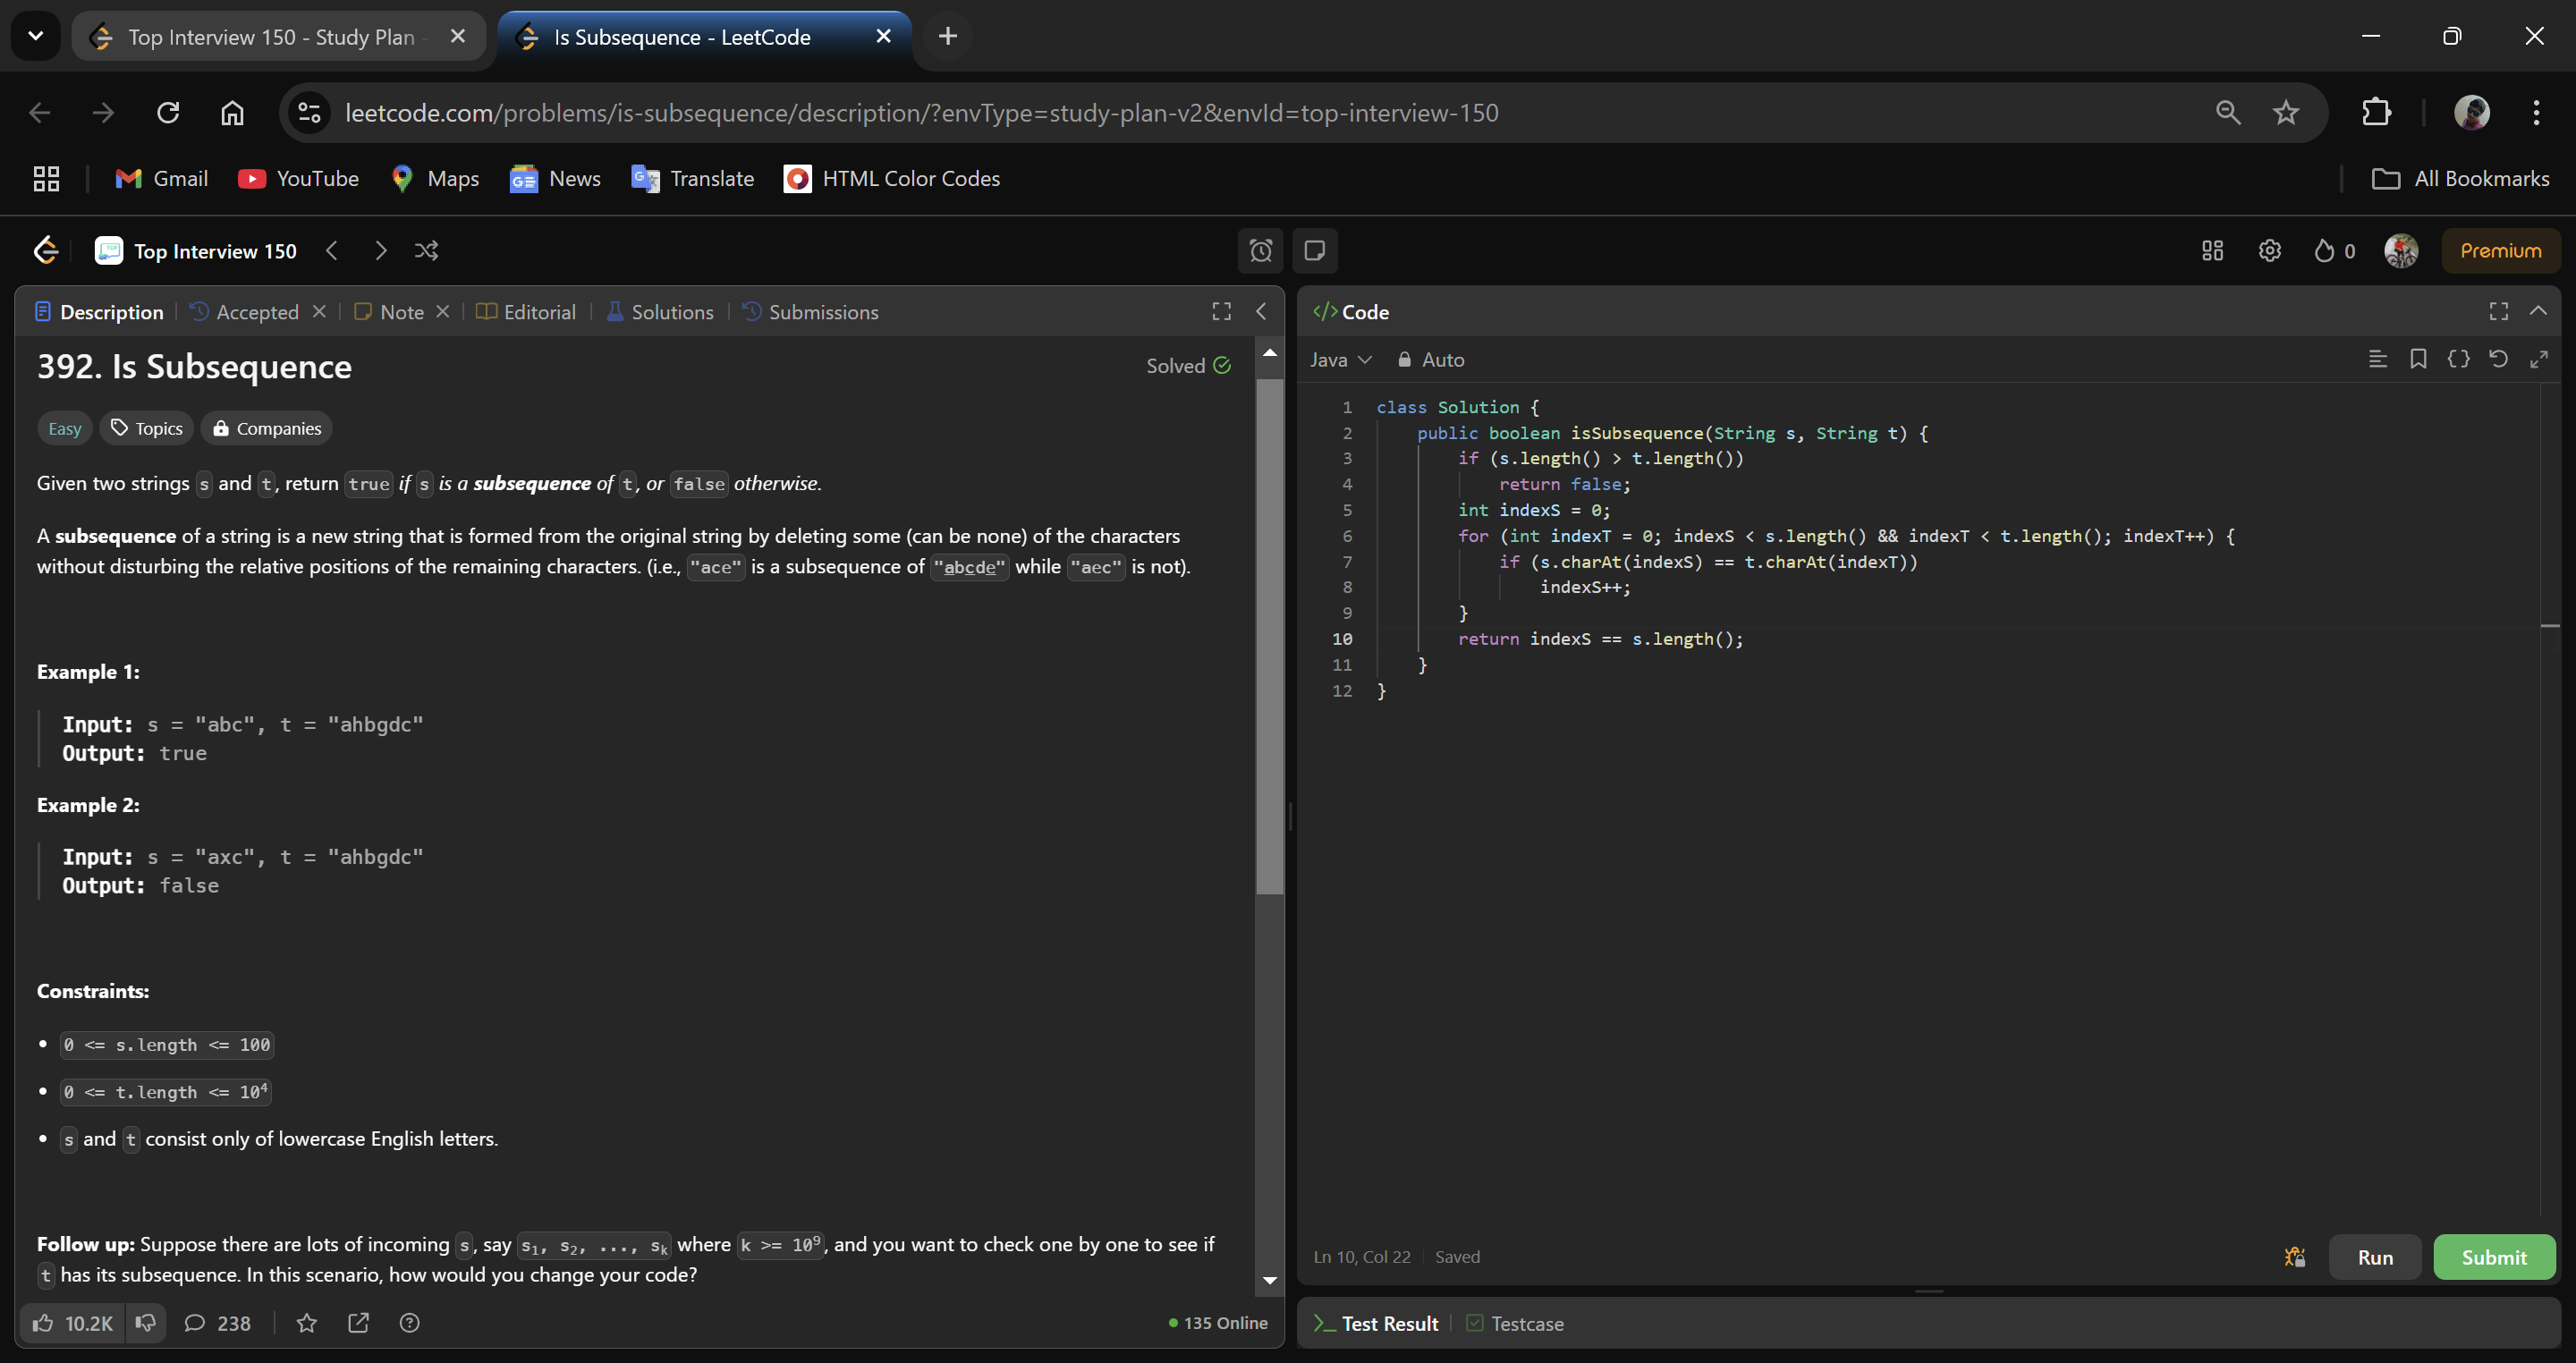 Top Interview 150 - Study Plan -
Is Subsequence - LeetCode
leetcode.com/problems/is-subsequence/description/?envType=study-plan-v2&envId=top-interview-150
Gmail YouTube Maps News Translate HTML Color Codes All Bookmarks
Top Interview 150 0 Premium
Description Accepted Note Editorial Solutions Submissions
392. Is Subsequence
Solved
Easy Topics Companies
Given two strings s and t, return true if s is a subsequence of t, or false otherwise.
A subsequence of a string is a new string that is formed from the original string by deleting some (can be none) of the characters
without disturbing the relative positions of the remaining characters. (i.e., "ace" is a subsequence of "abcde" while "aec" is not).
Example 1:
Input: s = "abc", t = "ahbgdc"
Output: true
Example 2:
Input: s = "axc", t = "ahbgdc"
Output: false
Constraints:
• 0 <= s.length <= 100
• 0 <= t.length <= 10⁴
• s and t consist only of lowercase English letters.
Follow up: Suppose there are lots of incoming s, say s₁, s₂, ..., sₖ where k >= 10⁹, and you want to check one by one to see if
t has its subsequence. In this scenario, how would you change your code?
10.2K 238 135 Online
</>Code
Java Auto
1 class Solution {
2 public boolean isSubsequence(String s, String t) {
3 if (s.length() > t.length())
4 return false;
5 int indexS = 0;
6 for (int indexT = 0; indexS < s.length() && indexT < t.length(); indexT++) {
7 if (s.charAt(indexS) == t.charAt(indexT))
8 indexS++;
9 }
10 return indexS == s.length();
11 }
12 }
Ln 10, Col 22 Saved
Run Submit
Test Result Testcase